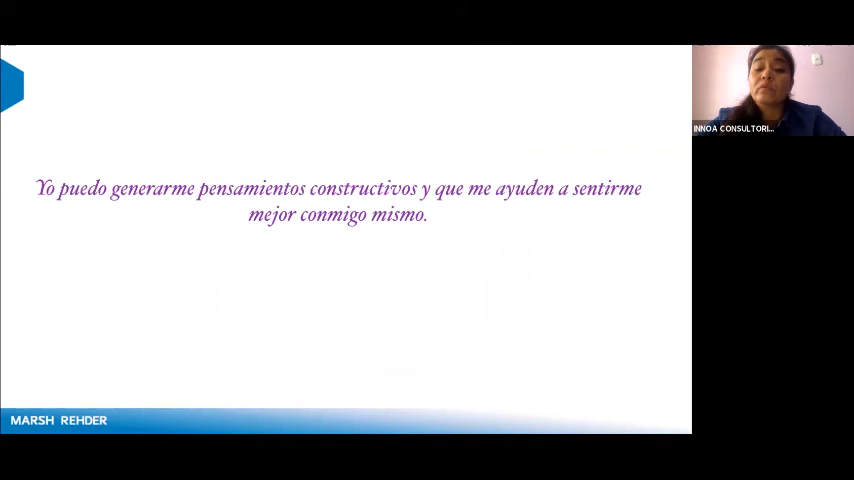 Yo puedo generarme pensamientos constructivos y que me ayuden a sentirme
mejor conmigo mismo.
INNOA CONSULTORI...
MARSH REHDER